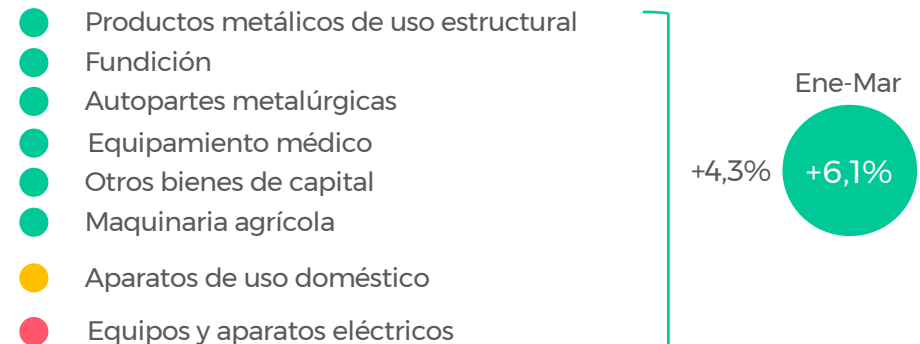 Productos metálicos de uso estructural
Fundición
Autopartes metalúrgicas
Equipamiento médico
Otros bienes de capital
Maquinaria agrícola
Aparatos de uso doméstico
Equipos y aparatos eléctricos
Ene-Mar
+4,3%
+6,1%